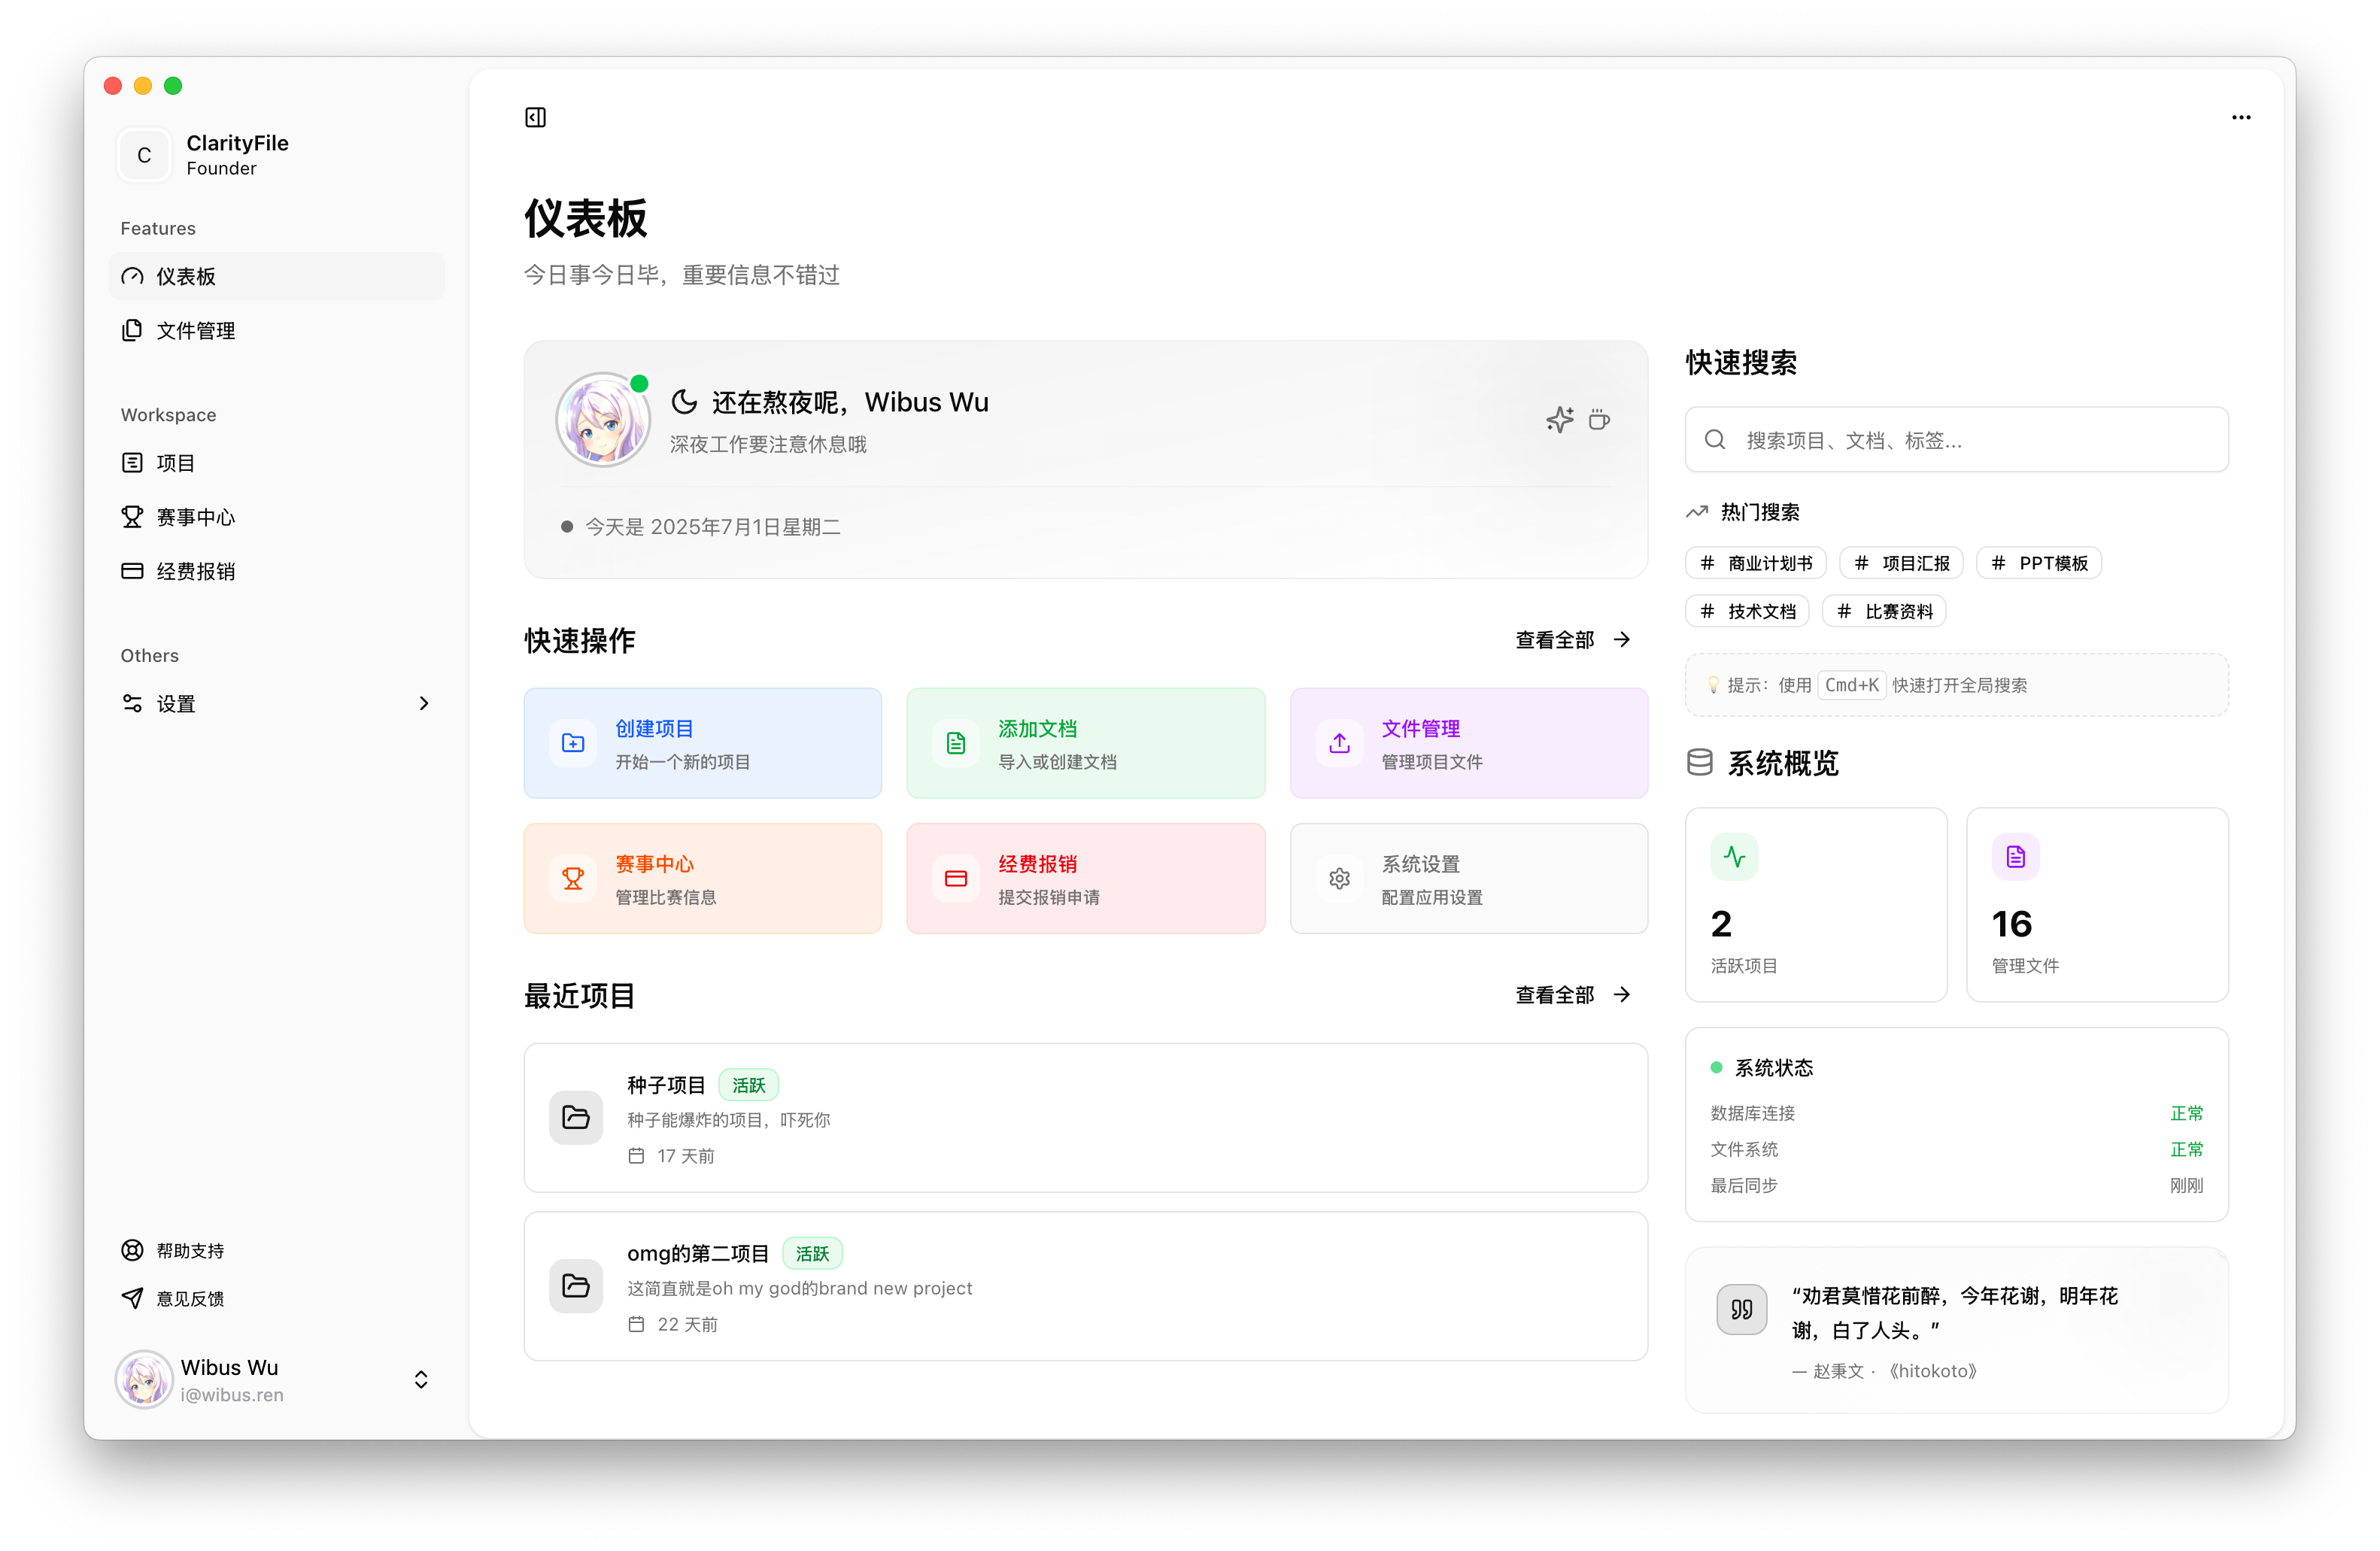 C
ClarityFile
Founder
Features
仪表板
文件管理
Workspace
项目
赛事中心
经费报销
Others
设置
帮助支持
意见反馈
Wibus Wu
i@wibus.ren
仪表板
今日事今日毕，重要信息不错过
还在熬夜呢，Wibus Wu
深夜工作要注意休息哦
今天是 2025年7月1日星期二
快速操作
查看全部
创建项目
开始一个新的项目
添加文档
导入或创建文档
文件管理
管理项目文件
赛事中心
管理比赛信息
经费报销
提交报销申请
系统设置
配置应用设置
最近项目
查看全部
种子项目 活跃
种子能爆炸的项目，吓死你
17 天前
omg的第二项目 活跃
这简直就是oh my god的brand new project
22 天前
快速搜索
搜索项目、文档、标签...
热门搜索
# 商业计划书 # 项目汇报 # PPT模板
# 技术文档 # 比赛资料
💡 提示：使用 Cmd+K 快速打开全局搜索
系统概览
2
活跃项目
16
管理文件
系统状态
数据库连接 正常
文件系统 正常
最后同步 刚刚
“劝君莫惜花前醉，今年花谢，明年花
谢，白了人头。”
— 赵秉文 · 《hitokoto》